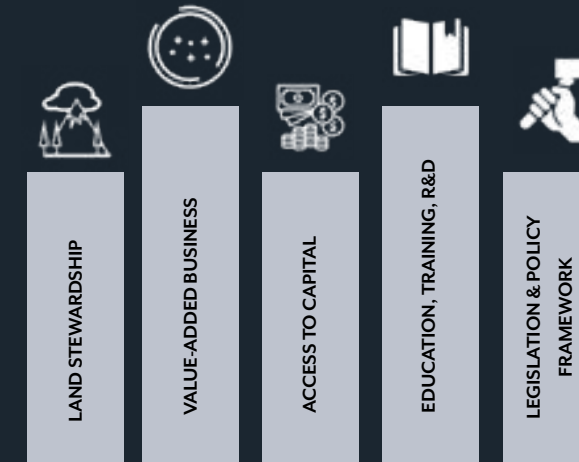 LAND STEWARDSHIP
VALUE-ADDED BUSINESS
ACCESS TO CAPITAL
EDUCATION, TRAINING, R&D
LEGISLATION & POLICY
FRAMEWORK